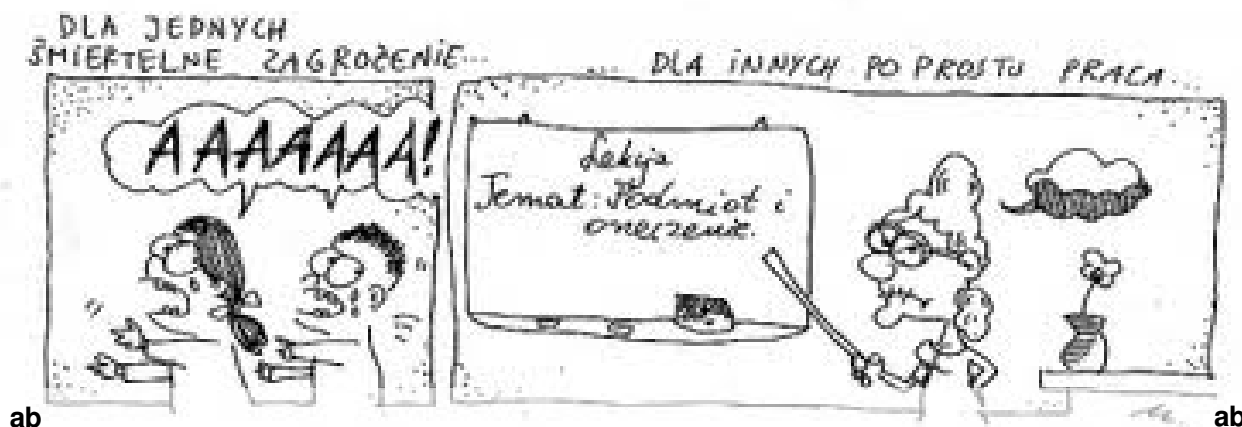 DLA JEDNYCH
ŚMIERTELNE ZAGROŻENIE...
... DLA INNYCH PO PROSTU PRACA...
AAAAAAA!
Lekcja
Temat: Podmiot i
orzeczenie.
ab
ab